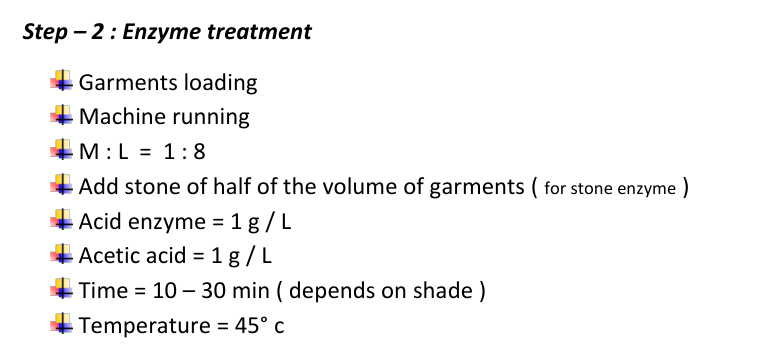 Step – 2 : Enzyme treatment
Garments loading
Machine running
M : L = 1 : 8
Add stone of half of the volume of garments ( for stone enzyme )
Acid enzyme = 1 g / L
Acetic acid = 1 g / L
Time = 10 – 30 min ( depends on shade )
Temperature = 45° c